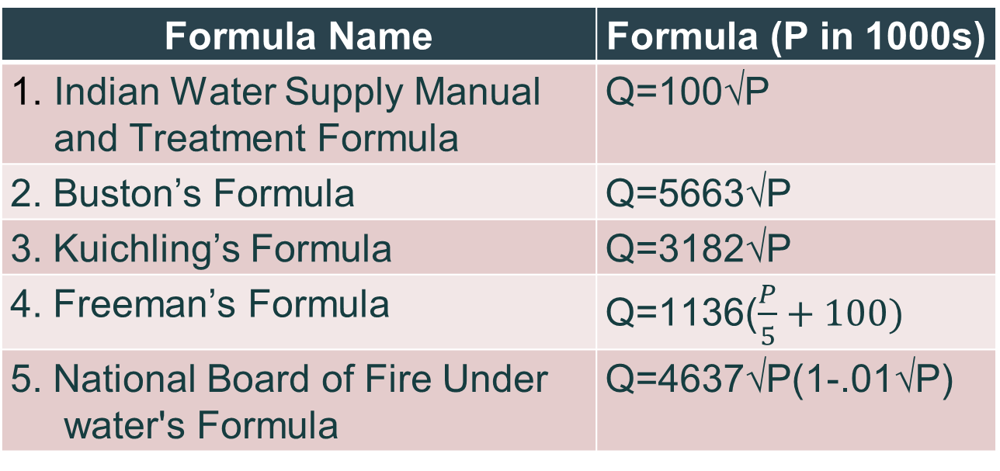 Formula Name Formula (P in 1000s)
1. Indian Water Supply Manual and Treatment Formula Q=100√P
2. Buston’s Formula Q=5663√P
3. Kuichling’s Formula Q=3182√P
4. Freeman’s Formula Q=1136(P/5 + 100)
5. National Board of Fire Under water's Formula Q=4637√P(1-.01√P)